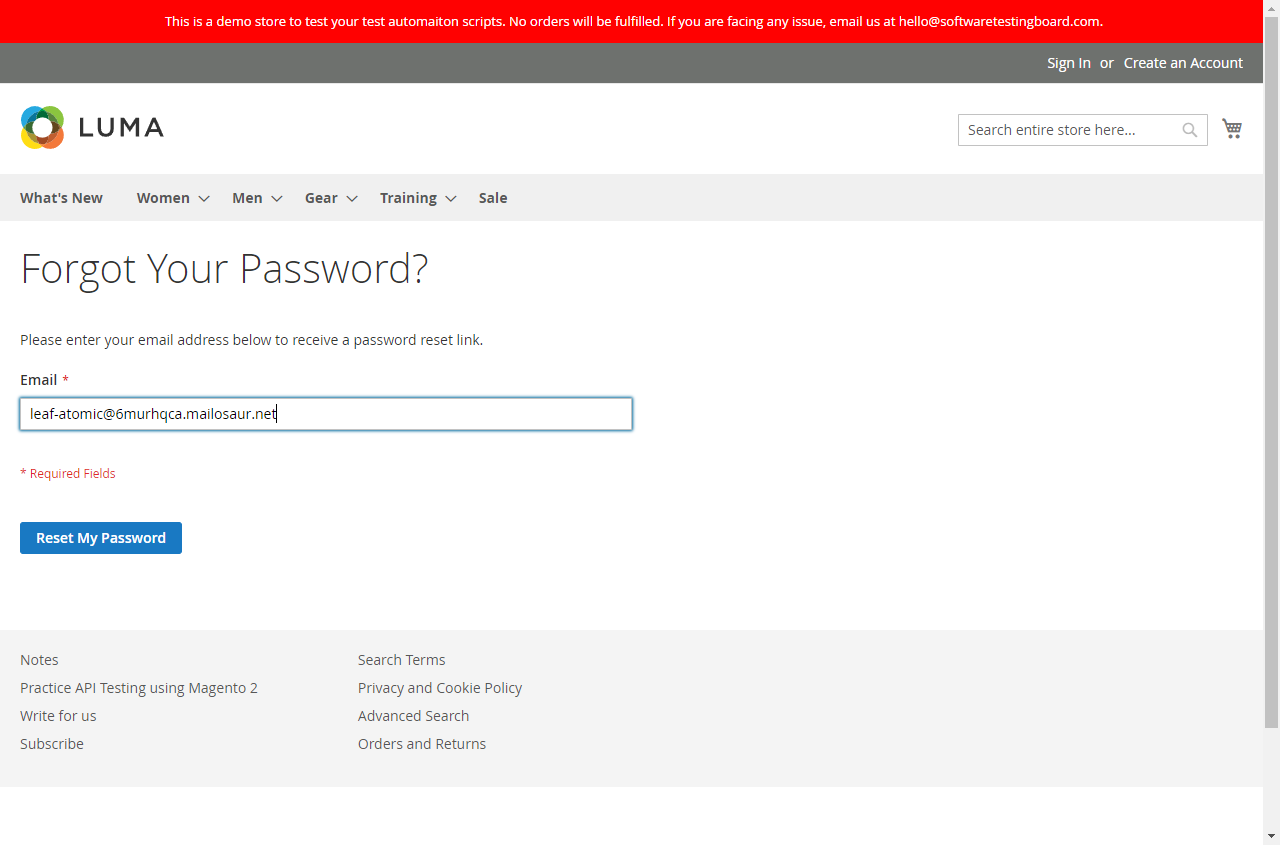 This is a demo store to test your test automaiton scripts. No orders will be fulfilled. If you are facing any issue, email us at hello@softwaretestingboard.com.
Sign In or Create an Account
LUMA
Search entire store here...
What's New Women Men Gear Training Sale
Forgot Your Password?
Please enter your email address below to receive a password reset link.
Email *
leaf-atomic@6murhqca.mailosaur.net
* Required Fields
Reset My Password
Notes
Practice API Testing using Magento 2
Write for us
Subscribe
Search Terms
Privacy and Cookie Policy
Advanced Search
Orders and Returns